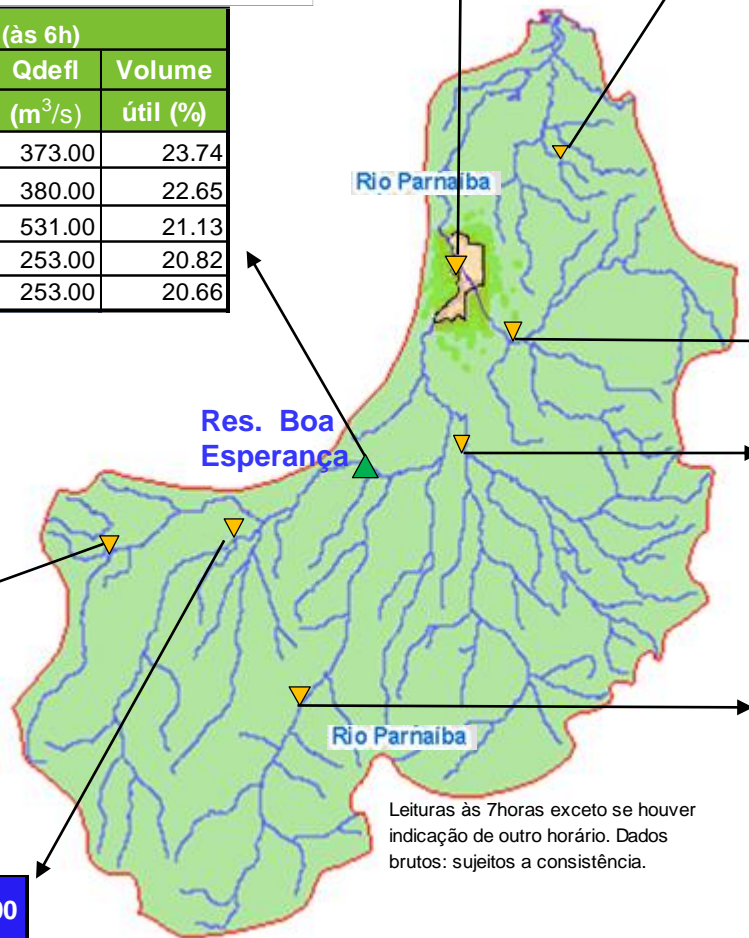 (às 6h)
Qdefl Volume
(m³/s) útil (%)
373.00 23.74
380.00 22.65
531.00 21.13
253.00 20.82
253.00 20.66
Rio Parnaíba
Res. Boa
Esperança
Rio Parnaíba
Leituras às 7horas exceto se houver
indicação de outro horário. Dados
brutos: sujeitos a consistência.